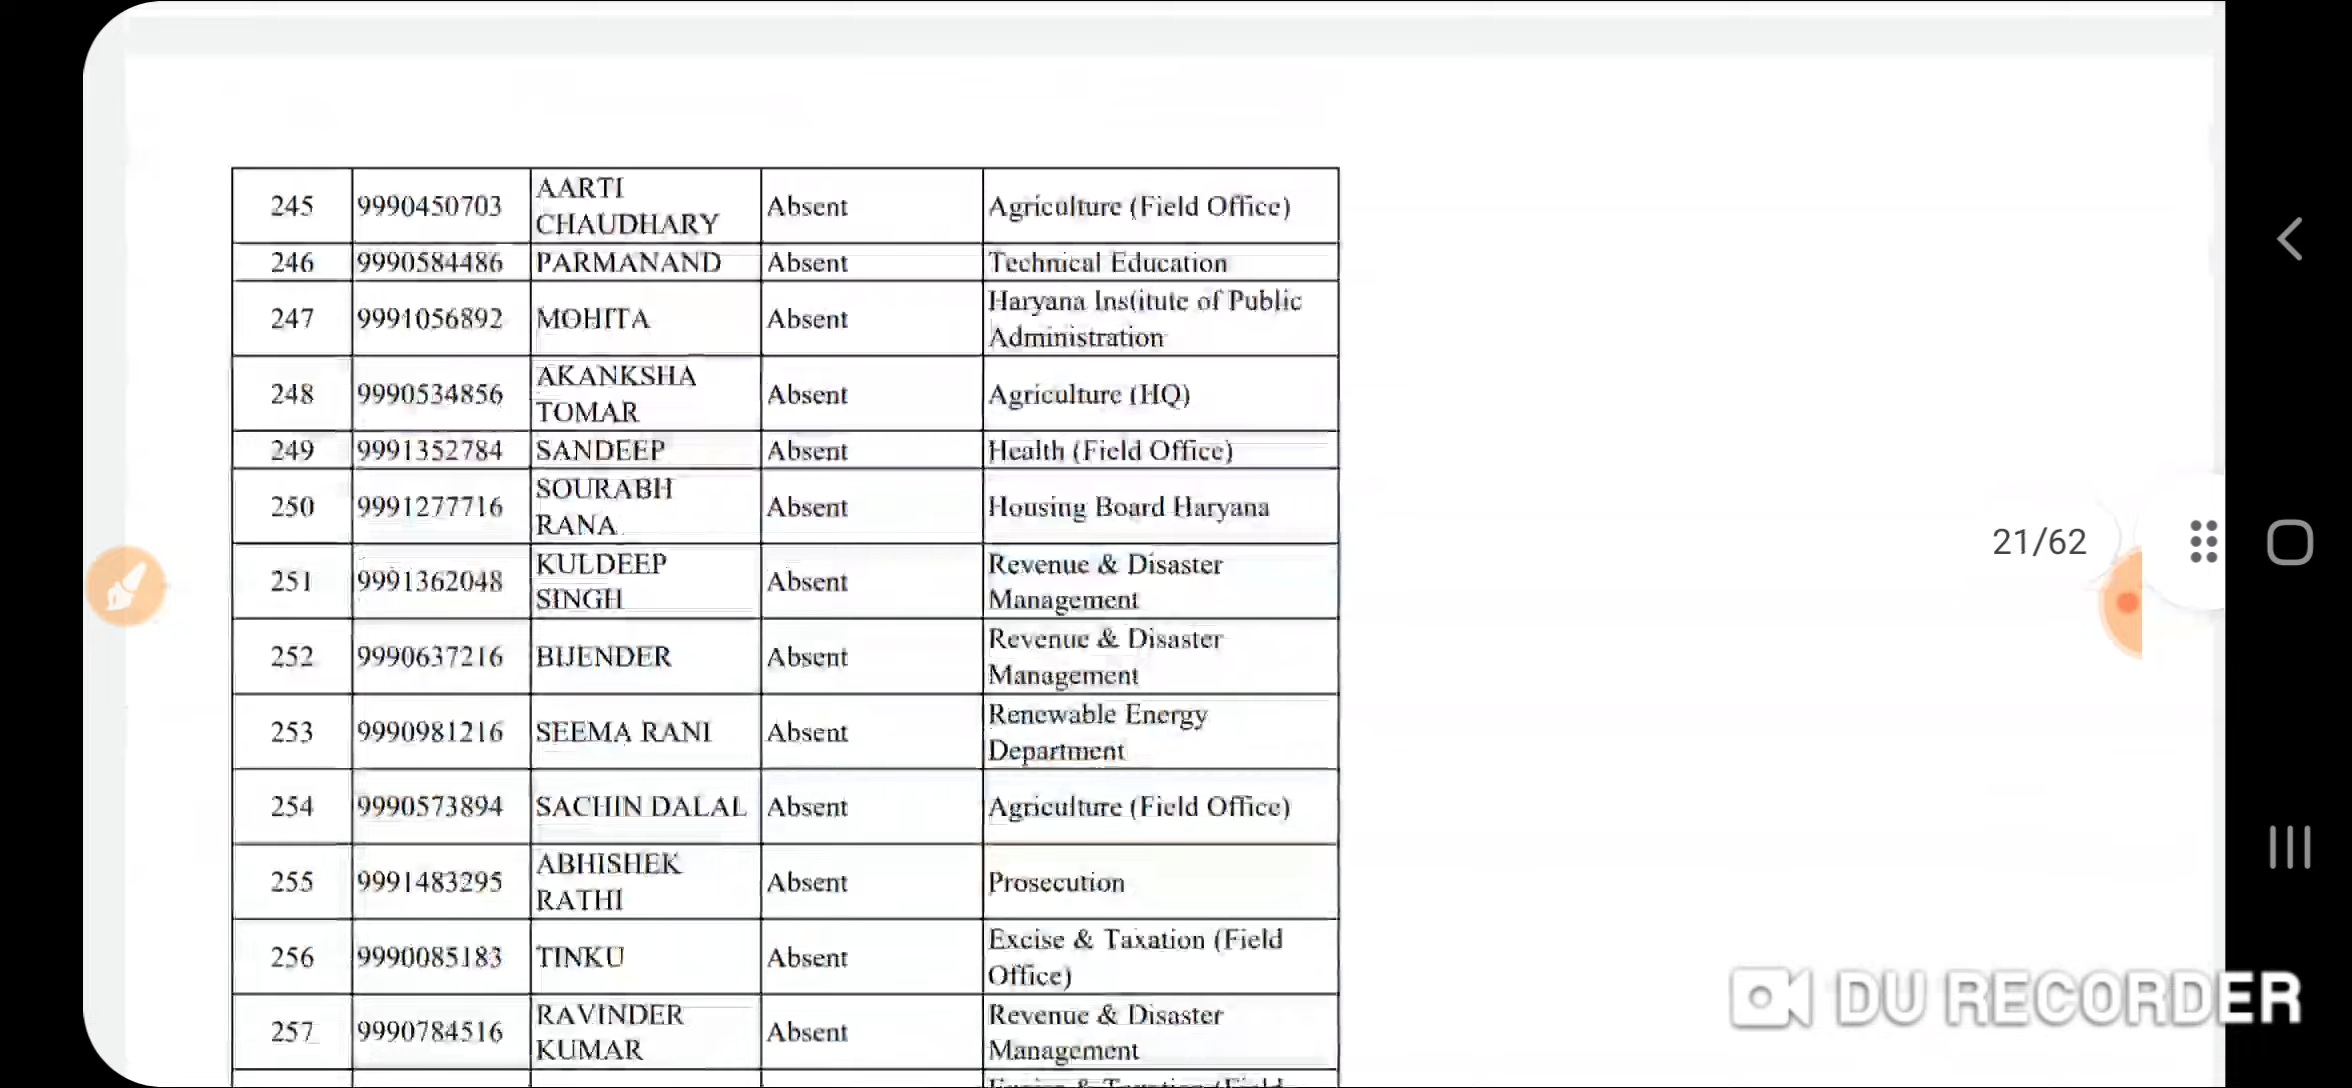 245 9990450703 AARTI CHAUDHARY Absent Agriculture (Field Office)
246 9990584486 PARMANAND Absent Technical Education
247 9991056892 MOHITA Absent Haryana Institute of Public Administration
248 9990534856 AKANKSHA TOMAR Absent Agriculture (HQ)
249 9991352784 SANDEEP Absent Health (Field Office)
250 9991277716 SOURABH RANA Absent Housing Board Haryana
251 9991362048 KULDEEP SINGH Absent Revenue & Disaster Management
252 9990637216 BIJENDER Absent Revenue & Disaster Management
253 9990981216 SEEMA RANI Absent Renewable Energy Department
254 9990573894 SACHIN DALAL Absent Agriculture (Field Office)
255 9991483295 ABHISHEK RATHI Absent Prosecution
256 9990085183 TINKU Absent Excise & Taxation (Field Office)
257 9990784516 RAVINDER KUMAR Absent Revenue & Disaster Management
21/62
DU RECORDER